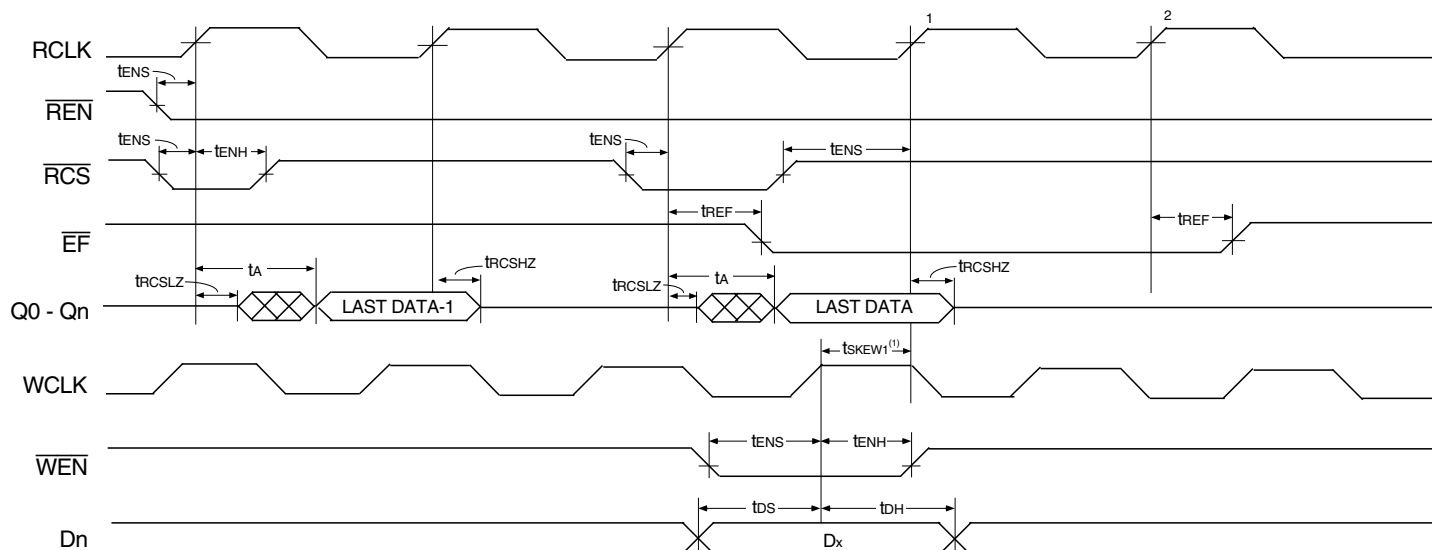 1 2
RCLK
tENS
REN
tENS tENH tENS tENS
RCS
tREF tREF
EF
tRCSLZ tA tRCSHZ tRCSLZ tA tRCSHZ
Q0 - Qn LAST DATA-1 LAST DATA
tSKEW1(1)
WCLK
tENS tENH
WEN
tDS tDH
Dn Dx